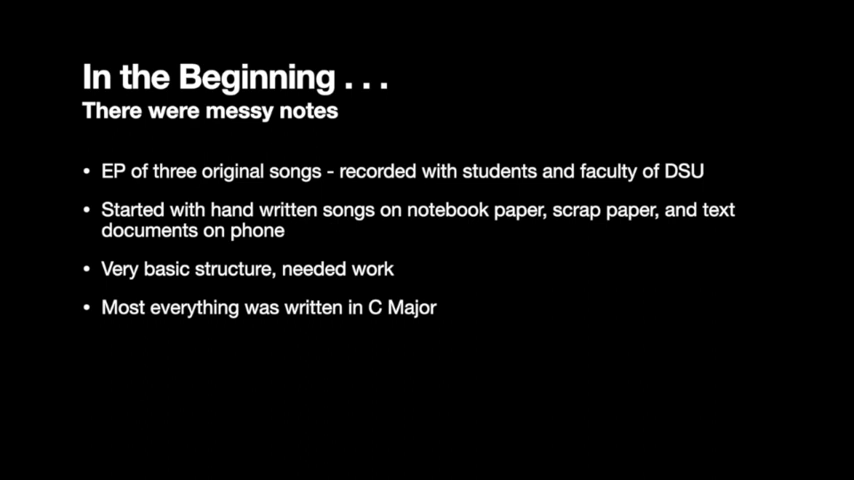 In the Beginning . . .
There were messy notes
• EP of three original songs - recorded with students and faculty of DSU
• Started with hand written songs on notebook paper, scrap paper, and text
documents on phone
• Very basic structure, needed work
• Most everything was written in C Major